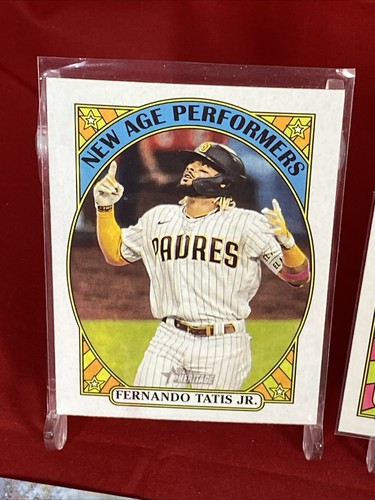 NEW AGE PERFORMERS
PADRES
HERITAGE
FERNANDO TATIS JR.